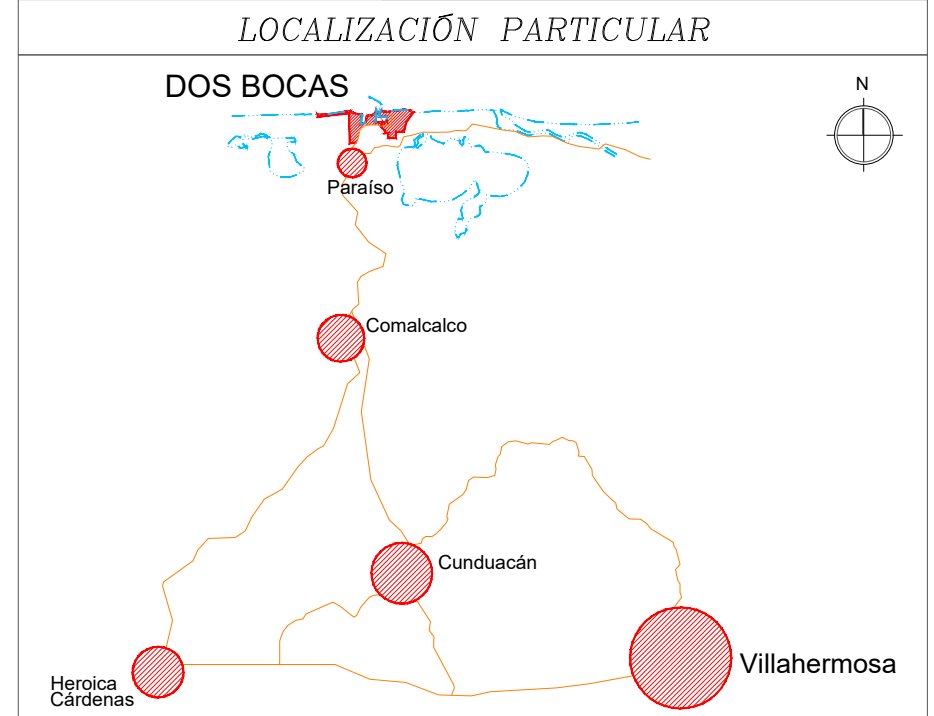 LOCALIZACIÓN PARTICULAR
DOS BOCAS
N
Paraíso
Comalcalco
Cunduacán
Villahermosa
Heroica
Cárdenas